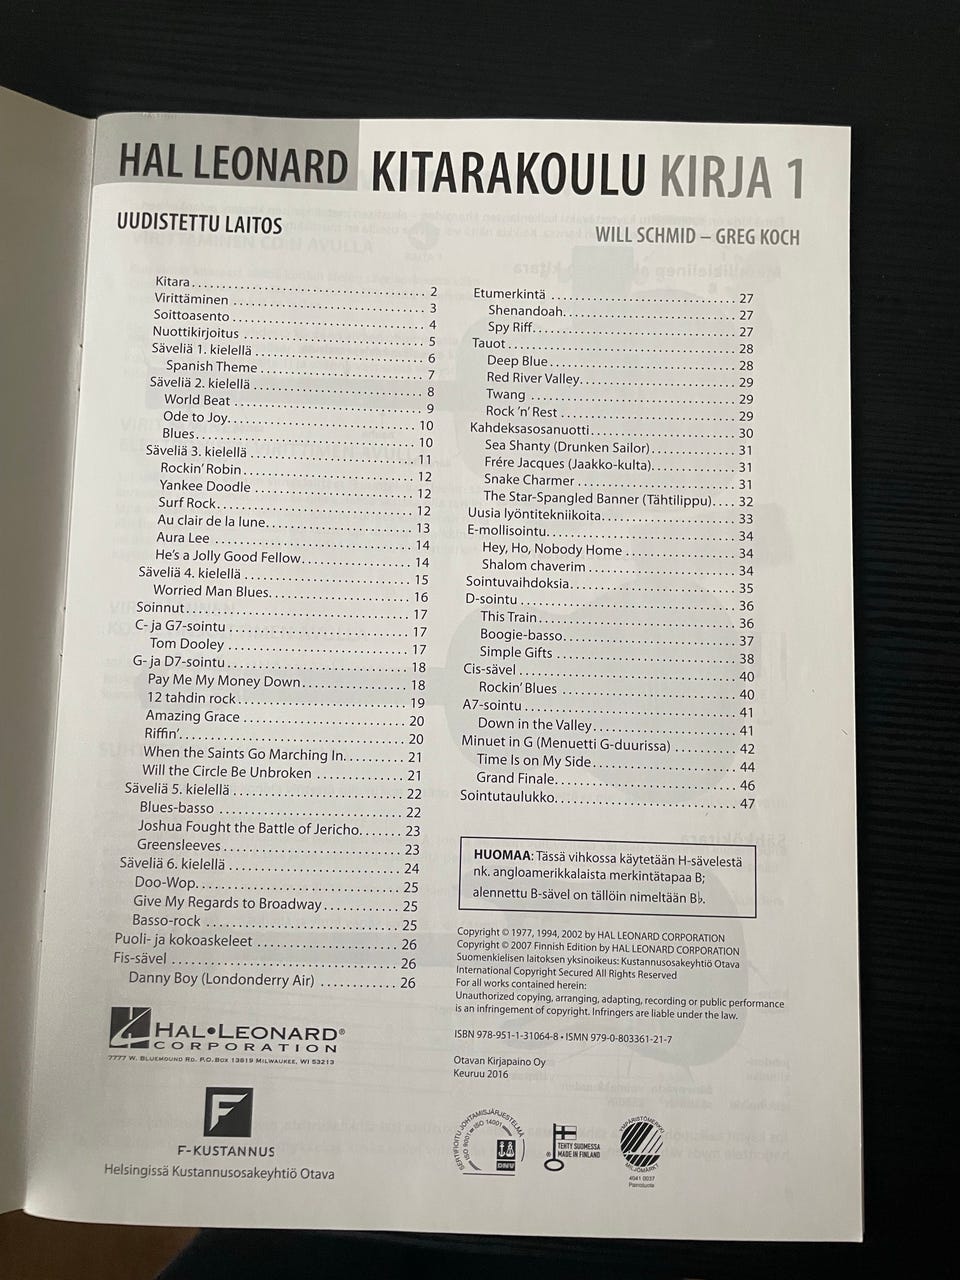 HAL LEONARD KITARAKOULU KIRJA 1
UUDISTETTU LAITOS
WILL SCHMID – GREG KOCH
Kitara 2
Virittäminen 3
Soittoasento 4
Nuottikirjoitus 5
Säveliä 1. kielellä 6
Spanish Theme 7
Säveliä 2. kielellä 8
World Beat 9
Ode to Joy 10
Blues 10
Säveliä 3. kielellä 11
Rockin' Robin 12
Yankee Doodle 12
Surf Rock 12
Au clair de la lune 13
Aura Lee 14
He's a Jolly Good Fellow 14
Säveliä 4. kielellä 15
Worried Man Blues 16
Soinnut 17
C- ja G7-sointu 17
Tom Dooley 17
G- ja D7-sointu 18
Pay Me My Money Down 18
12 tahdin rock 19
Amazing Grace 20
Riffin' 20
When the Saints Go Marching In 21
Will the Circle Be Unbroken 21
Säveliä 5. kielellä 22
Blues-basso 22
Joshua Fought the Battle of Jericho 23
Greensleeves 23
Säveliä 6. kielellä 24
Doo-Wop 25
Give My Regards to Broadway 25
Basso-rock 25
Puoli- ja kokoaskeleet 26
Fis-sävel 26
Danny Boy (Londonderry Air) 26
Etumerkintä 27
Shenandoah 27
Spy Riff 27
Tauot 28
Deep Blue 28
Red River Valley 29
Twang 29
Rock 'n' Rest 29
Kahdeksasosanuotti 30
Sea Shanty (Drunken Sailor) 31
Frére Jacques (Jaakko-kulta) 31
Snake Charmer 31
The Star-Spangled Banner (Tähtilippu) 32
Uusia lyöntitekniikoita 33
E-mollisointu 34
Hey, Ho, Nobody Home 34
Shalom chaverim 34
Sointuvaihdoksia 35
D-sointu 36
This Train 36
Boogie-basso 37
Simple Gifts 38
Cis-sävel 40
Rockin' Blues 40
A7-sointu 41
Down in the Valley 41
Minuet in G (Menuetti G-duurissa) 42
Time Is on My Side 44
Grand Finale 46
Sointutaulukko 47
HUOMAA: Tässä vihkossa käytetään H-sävelestä
nk. angloamerikkalaista merkintätapaa B;
alennettu B-sävel on tällöin nimeltään B♭.
Copyright © 1977, 1994, 2002 by HAL LEONARD CORPORATION
Copyright © 2007 Finnish Edition by HAL LEONARD CORPORATION
Suomenkielisen laitoksen yksinoikeus: Kustannusosakeyhtiö Otava
International Copyright Secured All Rights Reserved
For all works contained herein:
Unauthorized copying, arranging, adapting, recording or public performance
is an infringement of copyright. Infringers are liable under the law.
ISBN 978-951-1-31064-8 • ISMN 979-0-803361-21-7
Otavan Kirjapaino Oy
Keuruu 2016
HAL•LEONARD®
CORPORATION
7777 W. BLUEMOUND RD. P.O. BOX 13819 MILWAUKEE, WI 53213
F-KUSTANNUS
Helsingissä Kustannusosakeyhtiö Otava
SERTIFIOITU JOHTAMISJÄRJESTELMÄ
ISO 9001 • ISO 14001
DNV
TEHTY SUOMESSA
MADE IN FINLAND
YMPÄRISTÖMERKKI
MILJÖMÄRKT
4041 0037
Painotuote